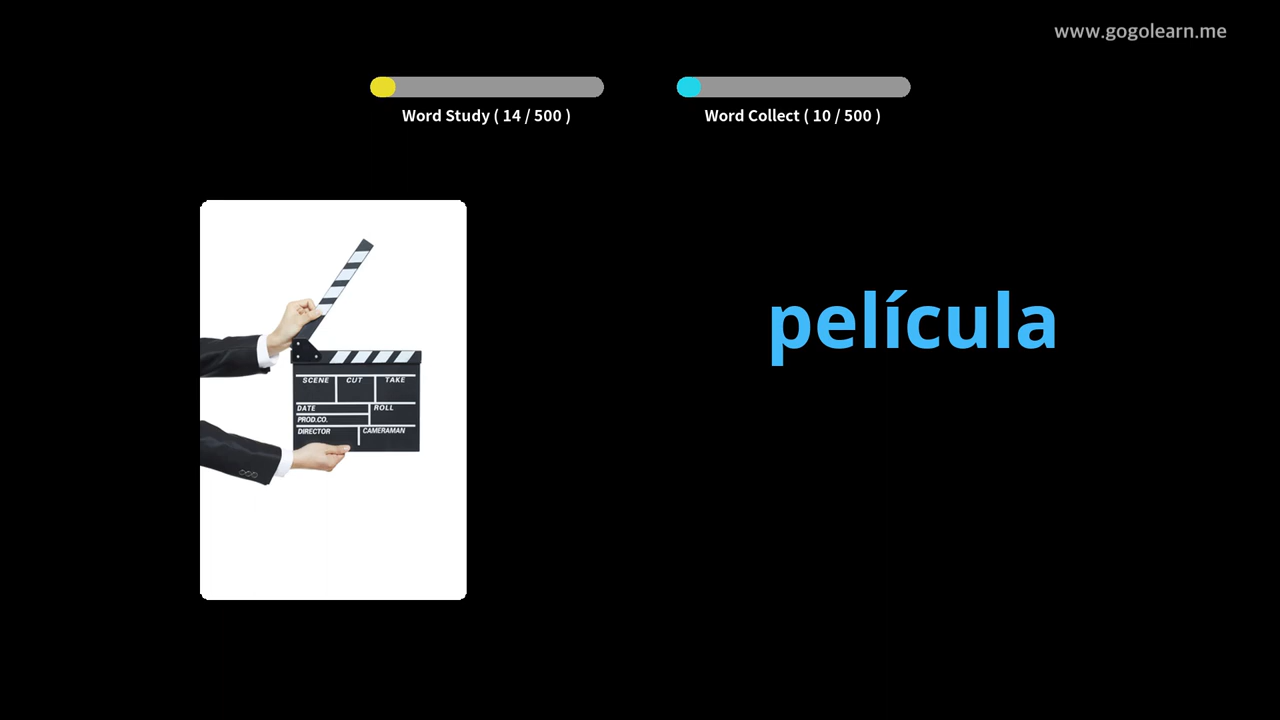 www.gogolearn.me
Word Study ( 14 / 500 )
Word Collect ( 10 / 500 )
película
SCENE CUT TAKE
DATE ROLL
PROD.CO.
DIRECTOR CAMERAMAN